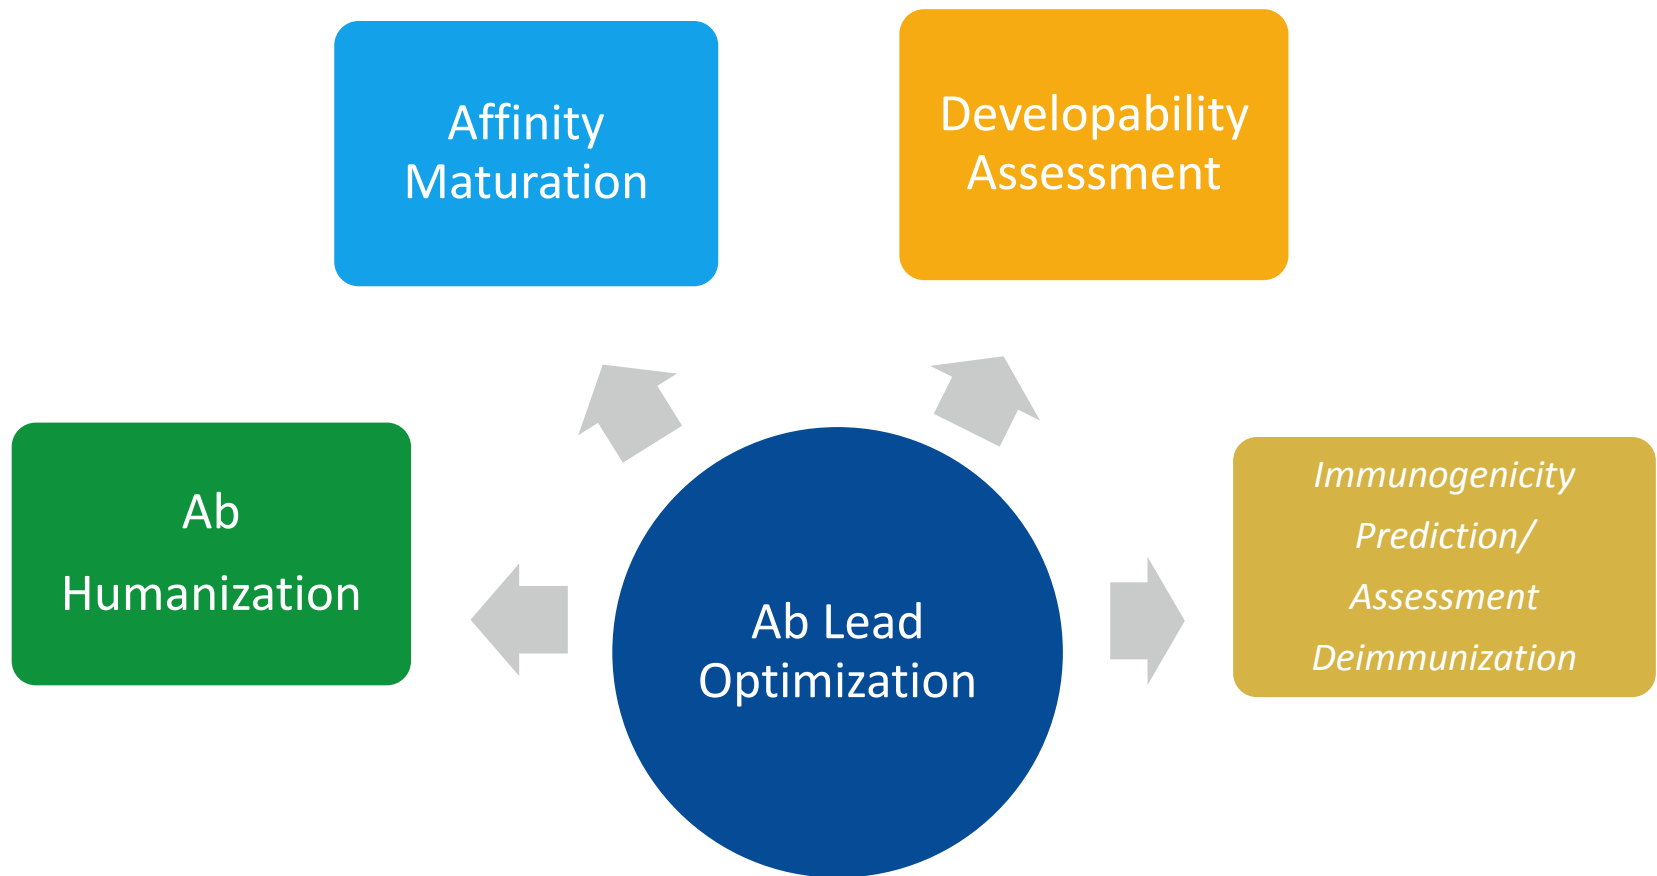 Affinity
Maturation
Developability
Assessment
Ab
Humanization
Ab Lead
Optimization
Immunogenicity
Prediction/
Assessment
Deimmunization